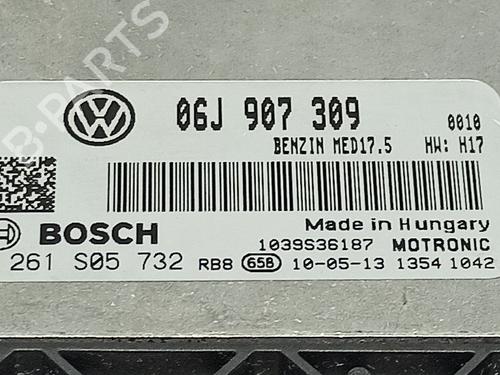 B-PARTS
06J 907 309
0010
BENZIN MED17.5 HW: H17
BOSCH
Made in Hungary
1039S36187 MOTRONIC
261 S05 732 RB8 65B 10-05-13 1354 1042